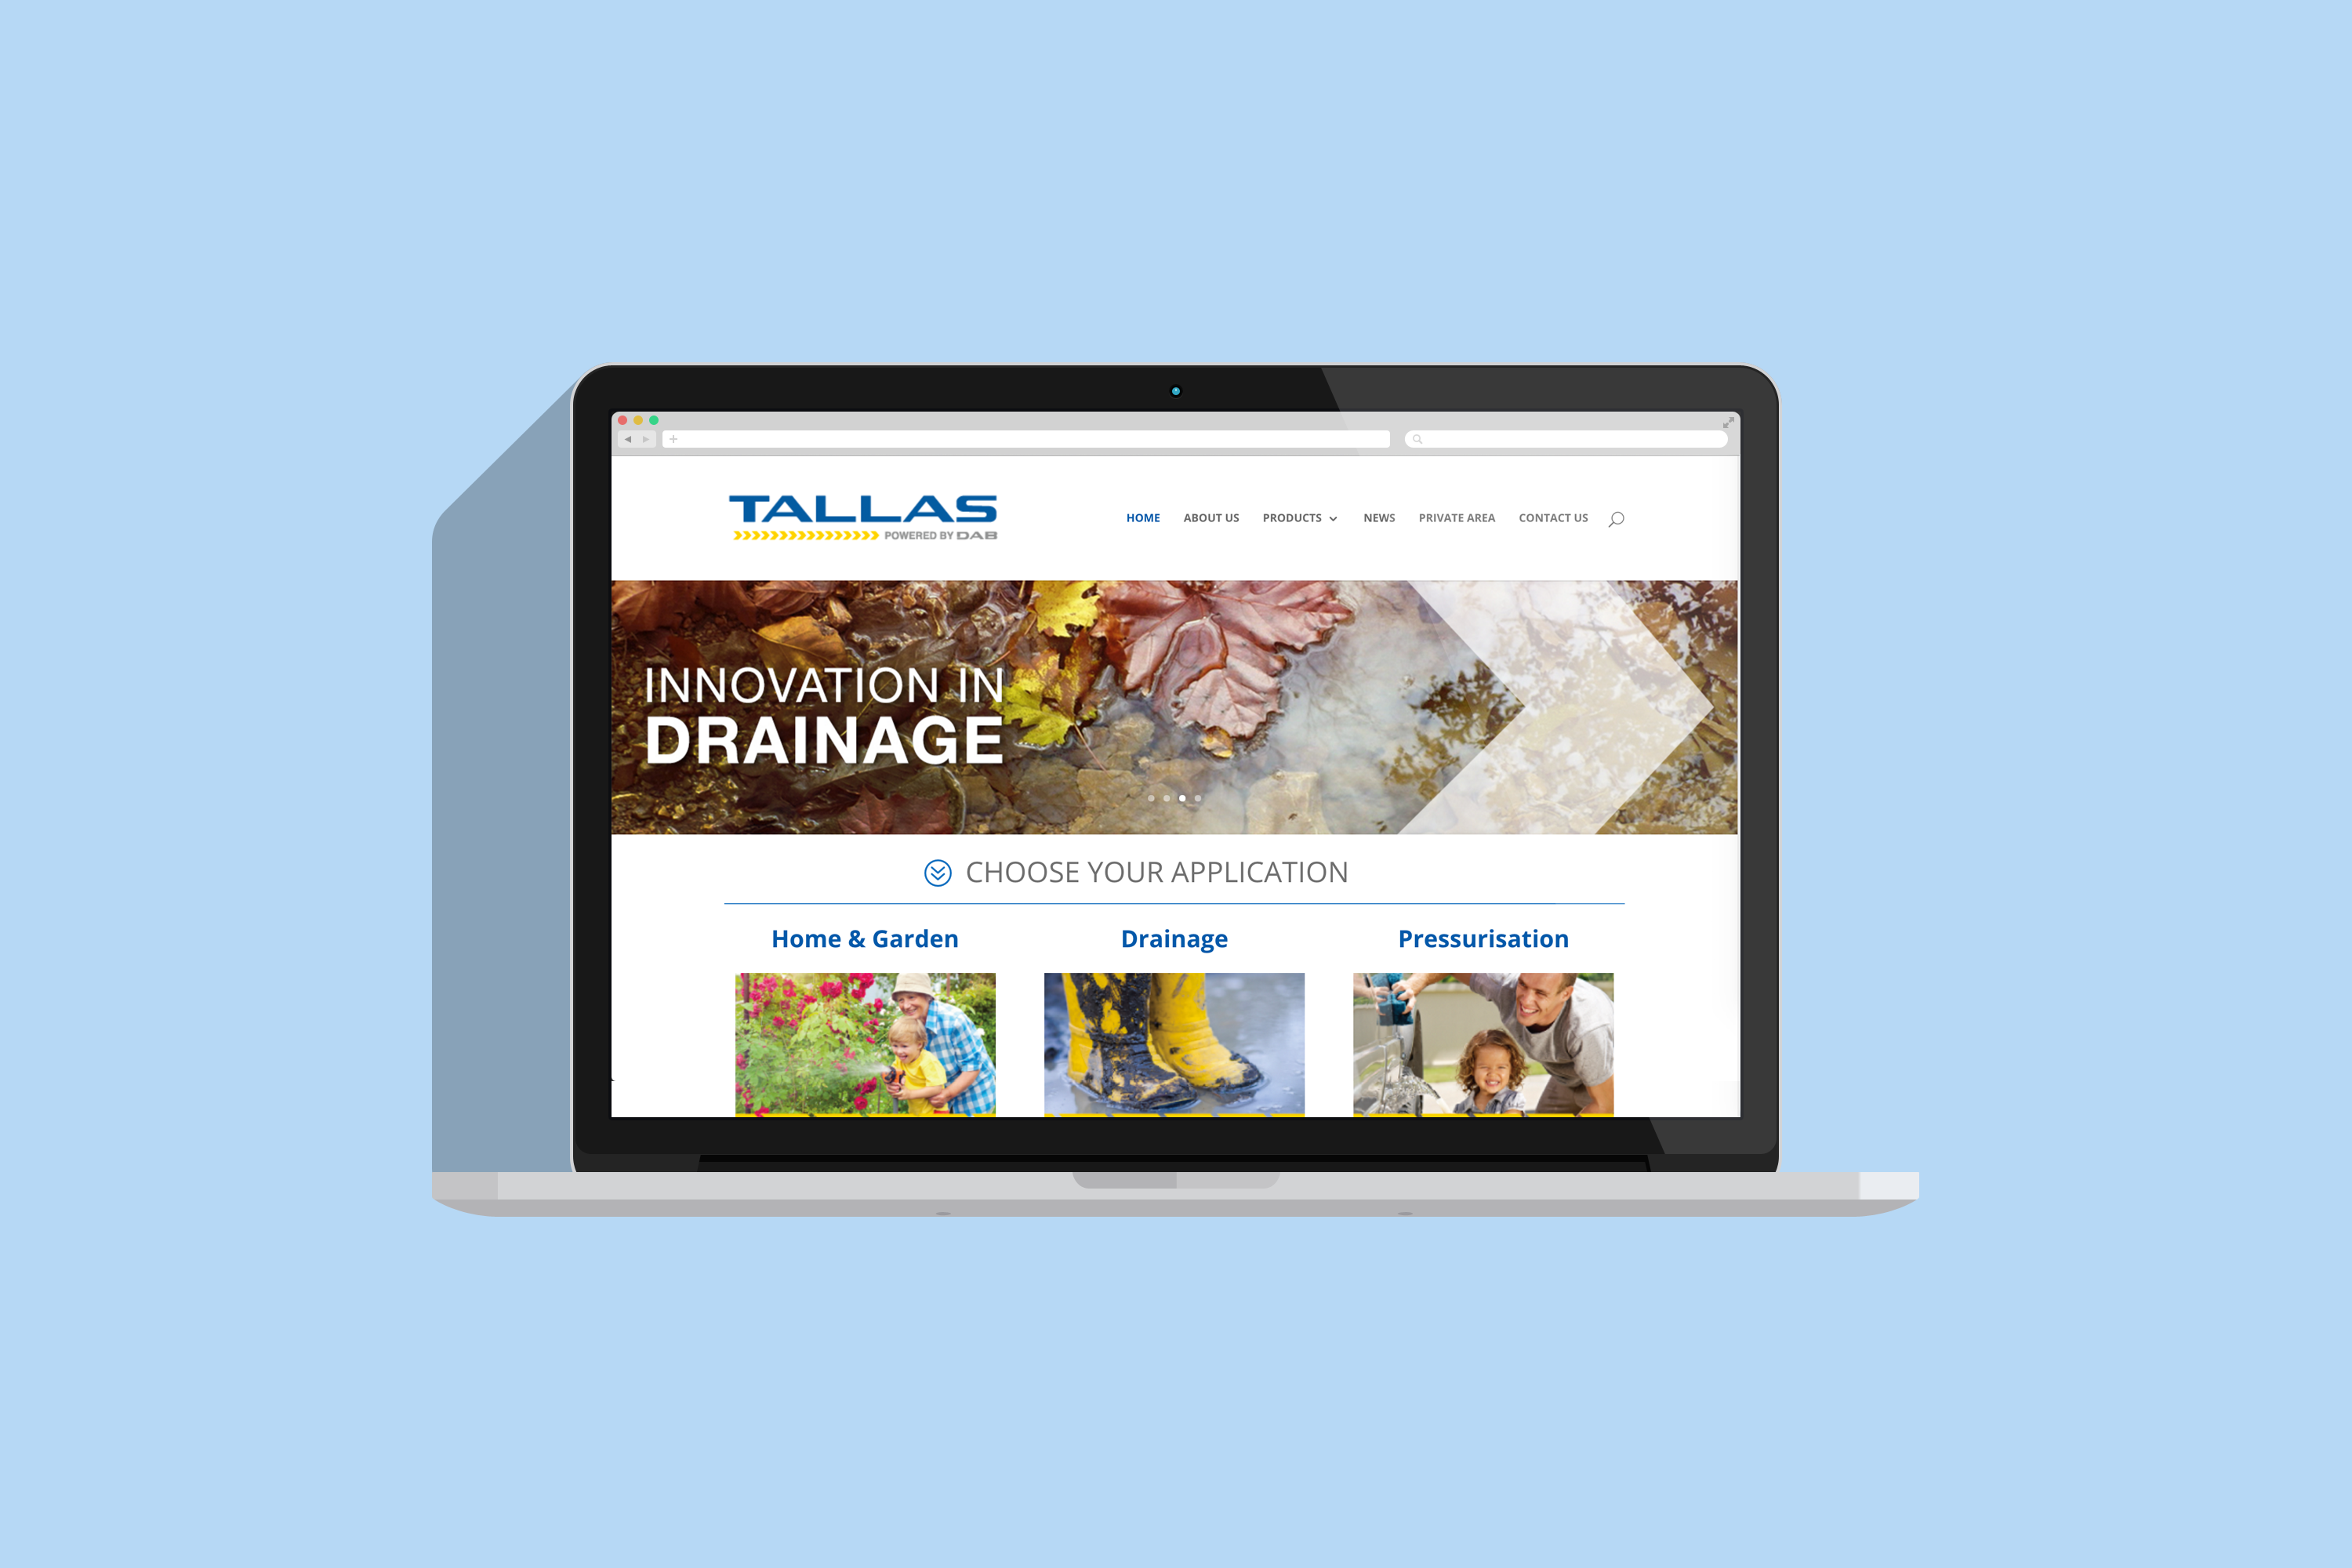 TALLAS
POWERED BY DAB
HOME ABOUT US PRODUCTS NEWS PRIVATE AREA CONTACT US
INNOVATION IN
DRAINAGE
CHOOSE YOUR APPLICATION
Home & Garden Drainage Pressurisation